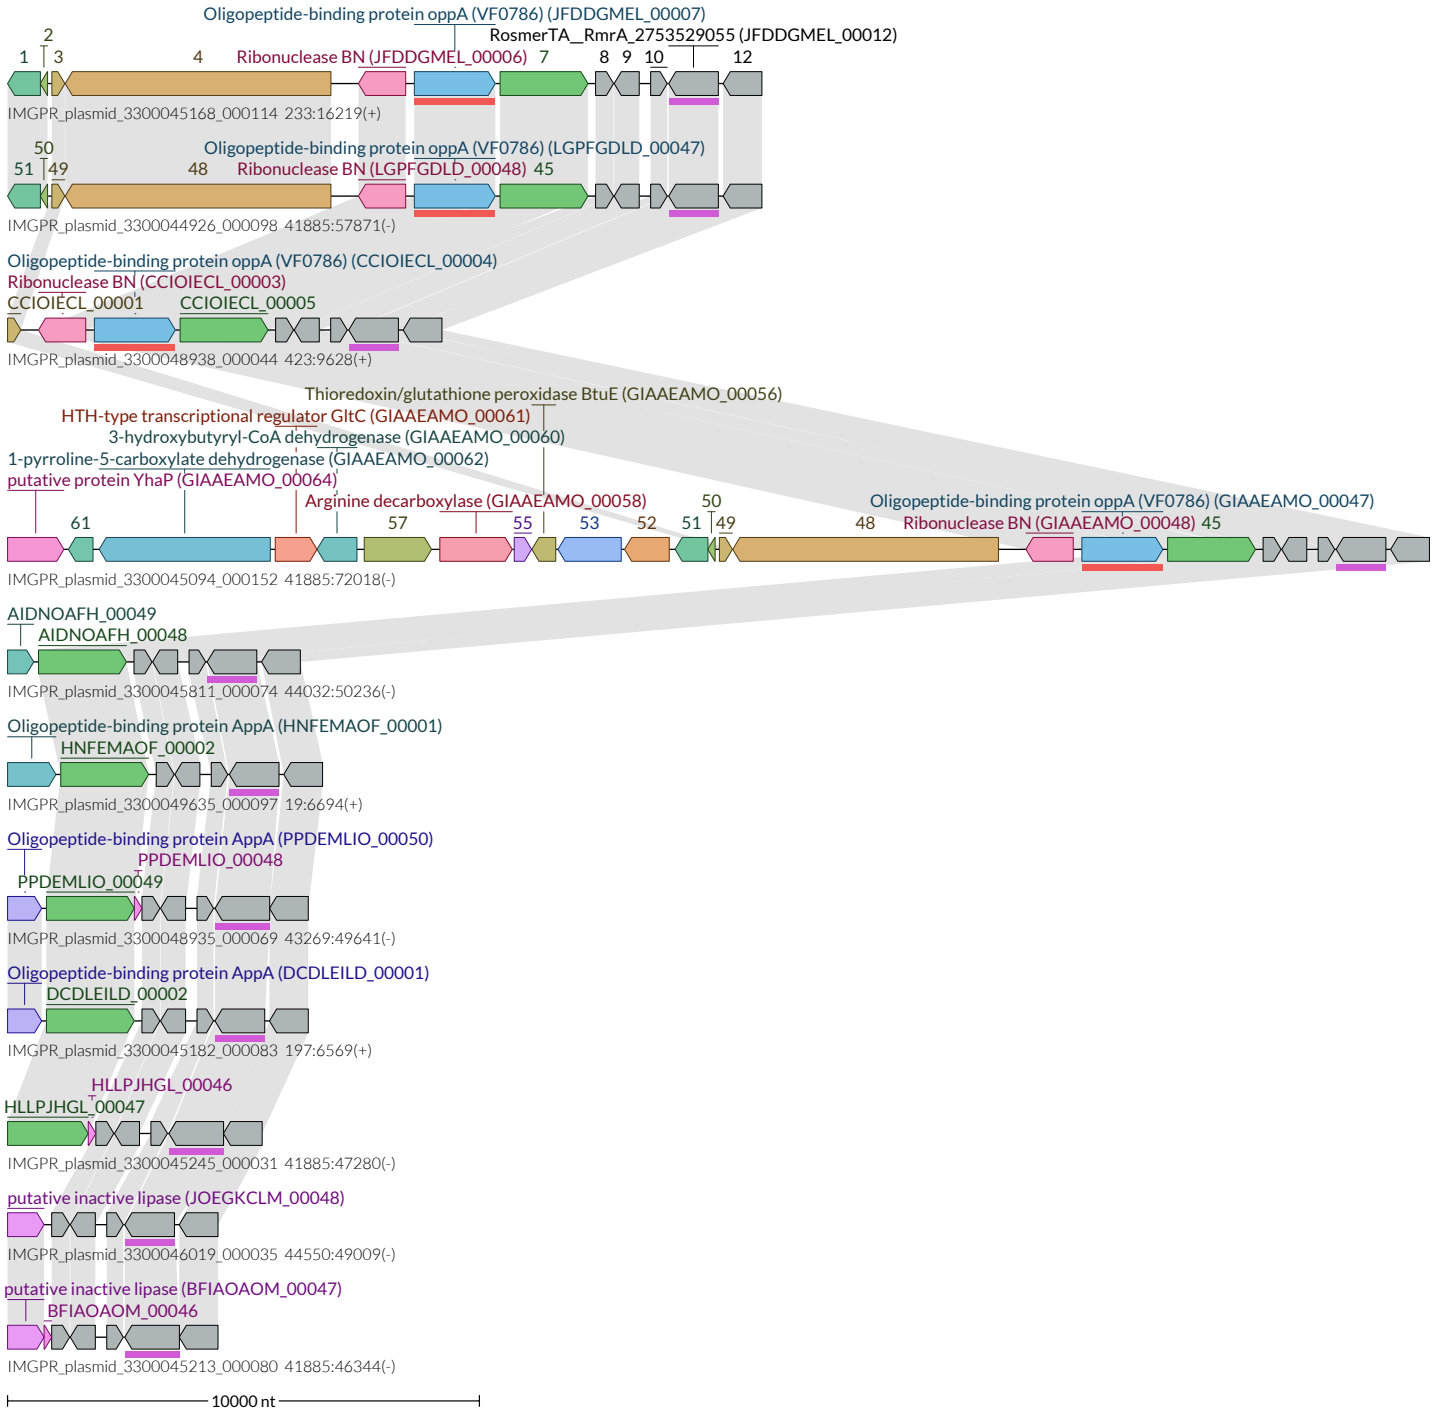 Oligopeptide-binding protein oppA (VF0786) (JFDDGMEL_00007)
2 RosmerTA__RmrA_2753529055 (JFDDGMEL_00012)
1 3 4 Ribonuclease BN (JFDDGMEL_00006) 7 8 9 10 12
IMGPR_plasmid_3300045168_000114 233:16219(+)
50 Oligopeptide-binding protein oppA (VF0786) (LGPFGDLD_00047)
51 49 48 Ribonuclease BN (LGPFGDLD_00048) 45
IMGPR_plasmid_3300044926_000098 41885:57871(-)
Oligopeptide-binding protein oppA (VF0786) (CCIOIECL_00004)
Ribonuclease BN (CCIOIECL_00003)
CCIOIECL_00001 CCIOIECL_00005
IMGPR_plasmid_3300048938_000044 423:9628(+)
Thioredoxin/glutathione peroxidase BtuE (GIAAEAMO_00056)
HTH-type transcriptional regulator GltC (GIAAEAMO_00061)
3-hydroxybutyryl-CoA dehydrogenase (GIAAEAMO_00060)
1-pyrroline-5-carboxylate dehydrogenase (GIAAEAMO_00062)
putative protein YhaP (GIAAEAMO_00064)
Arginine decarboxylase (GIAAEAMO_00058) 50 Oligopeptide-binding protein oppA (VF0786) (GIAAEAMO_00047)
61 57 55 53 52 51 49 48 Ribonuclease BN (GIAAEAMO_00048) 45
IMGPR_plasmid_3300045094_000152 41885:72018(-)
AIDNOAFH_00049
AIDNOAFH_00048
IMGPR_plasmid_3300045811_000074 44032:50236(-)
Oligopeptide-binding protein AppA (HNFEMAOF_00001)
HNFEMAOF_00002
IMGPR_plasmid_3300049635_000097 19:6694(+)
Oligopeptide-binding protein AppA (PPDEMLIO_00050)
PPDEMLIO_00048
PPDEMLIO_00049
IMGPR_plasmid_3300048935_000069 43269:49641(-)
Oligopeptide-binding protein AppA (DCDLEILD_00001)
DCDLEILD_00002
IMGPR_plasmid_3300045182_000083 197:6569(+)
HLLPJHGL_00046
HLLPJHGL_00047
IMGPR_plasmid_3300045245_000031 41885:47280(-)
putative inactive lipase (JOEGKCLM_00048)
IMGPR_plasmid_3300046019_000035 44550:49009(-)
putative inactive lipase (BFIAOAOM_00047)
BFIAOAOM_00046
IMGPR_plasmid_3300045213_000080 41885:46344(-)
10000 nt